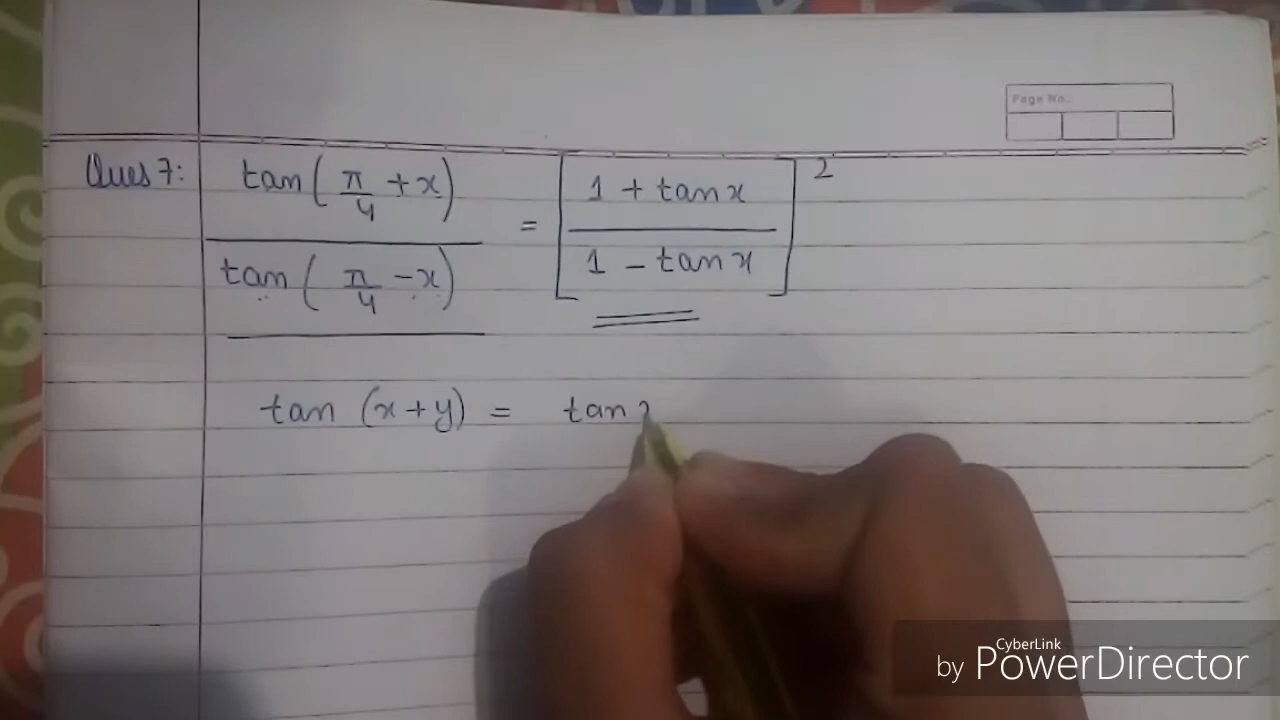 Page No..
Ques 7: tan(π/4 + x) / tan(π/4 - x) = [1 + tan x / 1 - tan x]²
tan (x + y) = tan
CyberLink
by PowerDirector